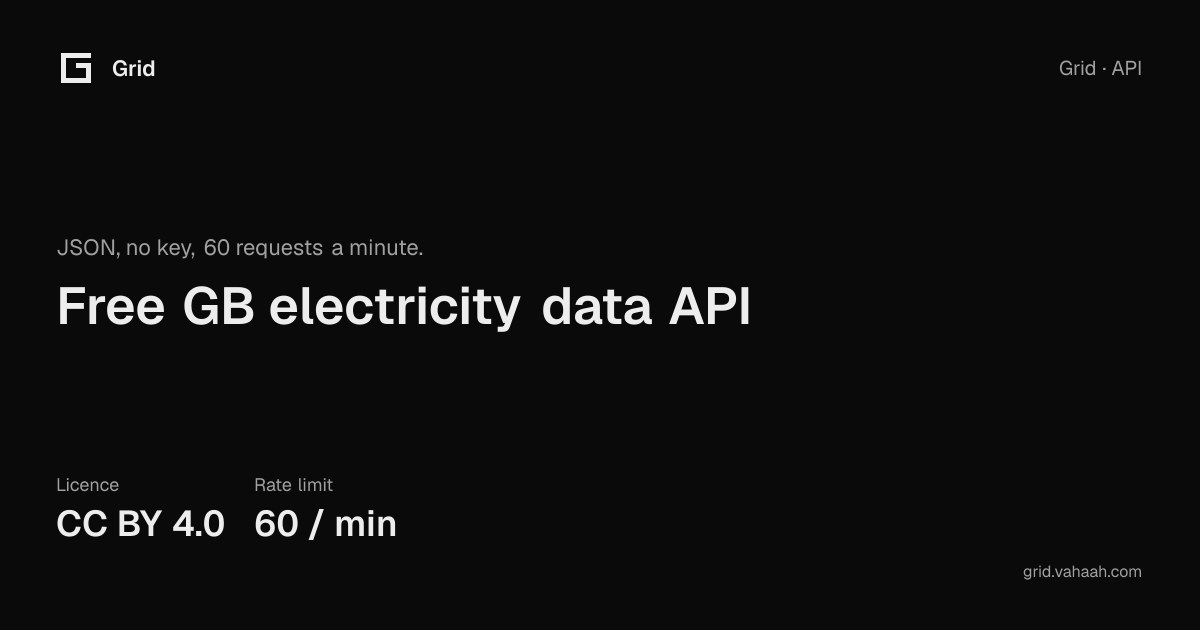 Grid
Grid · API
JSON, no key, 60 requests a minute.
Free GB electricity data API
Licence
CC BY 4.0
Rate limit
60 / min
grid.vahaah.com